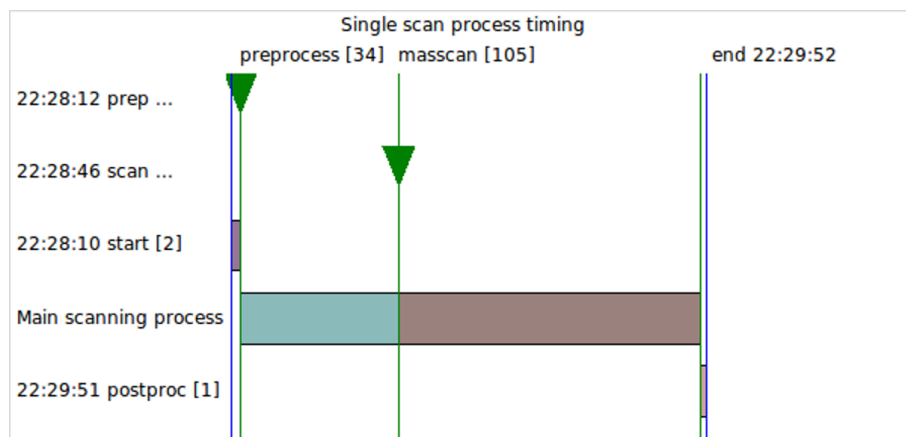 Single scan process timing
preprocess [34] masscan [105] end 22:29:52
22:28:12 prep ...
22:28:46 scan ...
22:28:10 start [2]
Main scanning process
22:29:51 postproc [1]